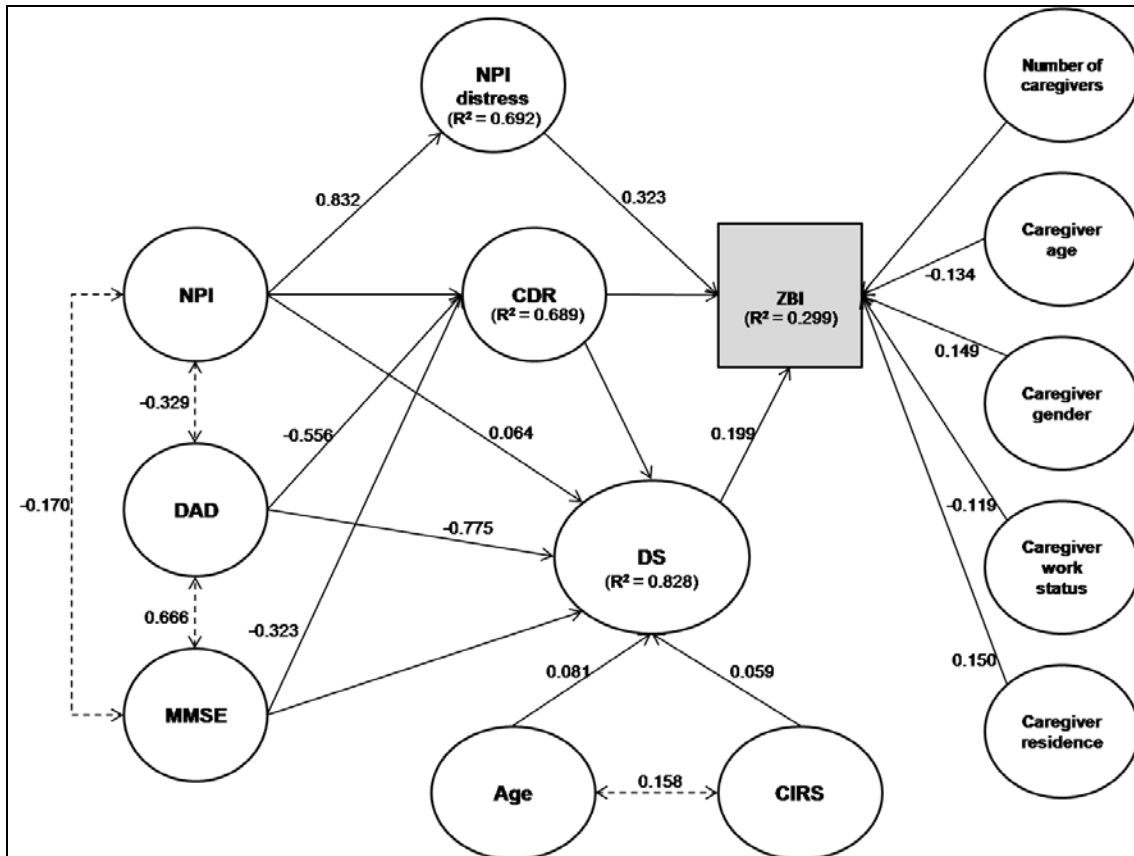 NPI
distress
(R² = 0.692)
Number of
caregivers
0.832
0.323
Caregiver
age
-0.134
NPI
CDR
(R² = 0.689)
ZBI
(R² = 0.299)
0.149
Caregiver
gender
-0.329
-0.556
0.064
0.199
-0.170
DAD
-0.775
-0.119
DS
(R² = 0.828)
Caregiver
work
status
0.666
-0.323
0.081
0.059
0.150
MMSE
Caregiver
residence
Age
0.158
CIRS